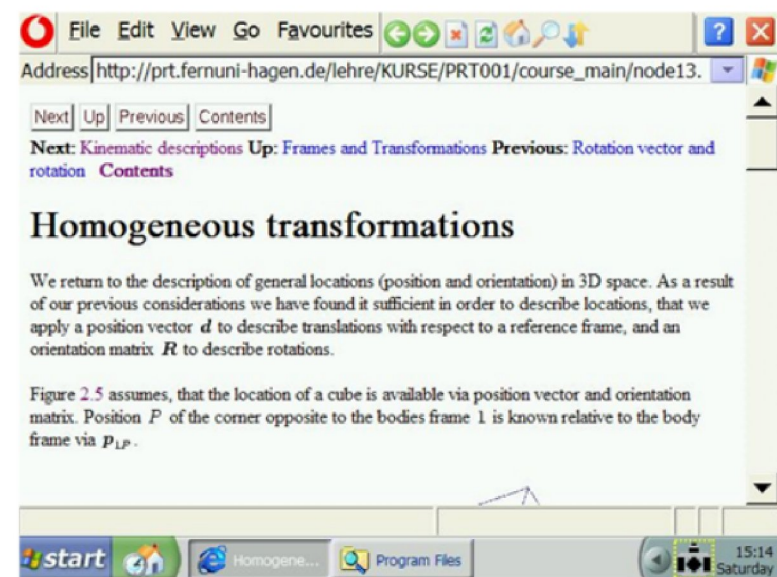 File Edit View Go Favourites
Address http://prt.fernuni-hagen.de/lehre/KURSE/PRT001/course_main/node13.
Next Up Previous Contents
Next: Kinematic descriptions Up: Frames and Transformations Previous: Rotation vector and
rotation Contents
Homogeneous transformations
We return to the description of general locations (position and orientation) in 3D space. As a result
of our previous considerations we have found it sufficient in order to describe locations, that we
apply a position vector d to describe translations with respect to a reference frame, and an
orientation matrix R to describe rotations.
Figure 2.5 assumes, that the location of a cube is available via position vector and orientation
matrix. Position P of the corner opposite to the bodies frame 1 is known relative to the body
frame via p1P.
start Homogene... Program Files 15:14
Saturday